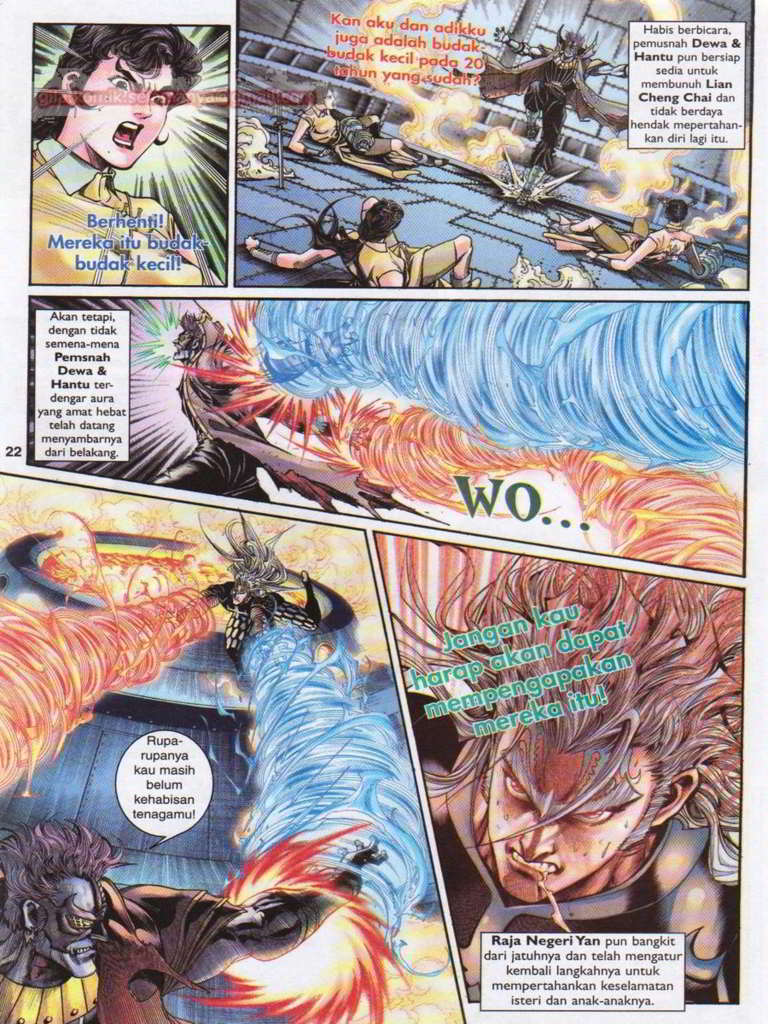 Berhenti!
Mereka itu budak-
budak kecil!
Kan aku dan adikku
juga adalah budak-
budak kecil pada 20
tahun yang sudah?
Habis berbicara,
pemusnah Dewa &
Hantu pun bersiap
sedia untuk
membunuh Lian
Cheng Chai dan
tidak berdaya
hendak mepertahan-
kan diri lagi itu.
Akan tetapi,
dengan tidak
semena-mena
Pemsnah
Dewa &
Hantu ter-
dengar aura
yang amat hebat
telah datang
menyambarnya
dari belakang.
22
WO...
Rupa-
rupanya
kau masih
belum
kehabisan
tenagamu!
Jangan kau
harap akan dapat
mempengapakan
mereka itu!
Raja Negeri Yan pun bangkit
dari jatuhnya dan telah mengatur
kembali langkahnya untuk
mempertahankan keselamatan
isteri dan anak-anaknya.